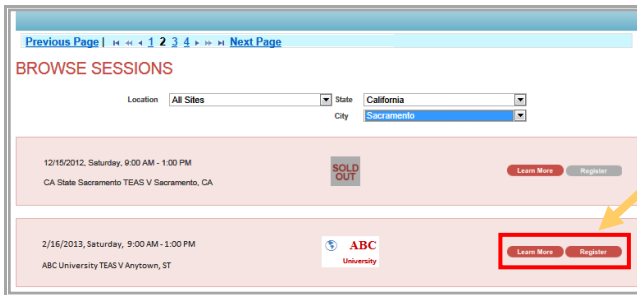 Previous Page | 1 2 3 4 Next Page
BROWSE SESSIONS
Location All Sites State California
City Sacramento
12/15/2012, Saturday, 9:00 AM - 1:00 PM
CA State Sacramento TEAS V Sacramento, CA
SOLD
OUT
Learn More Register
2/16/2013, Saturday, 9:00 AM - 1:00 PM
ABC University TEAS V Anytown, ST
ABC
University
Learn More Register